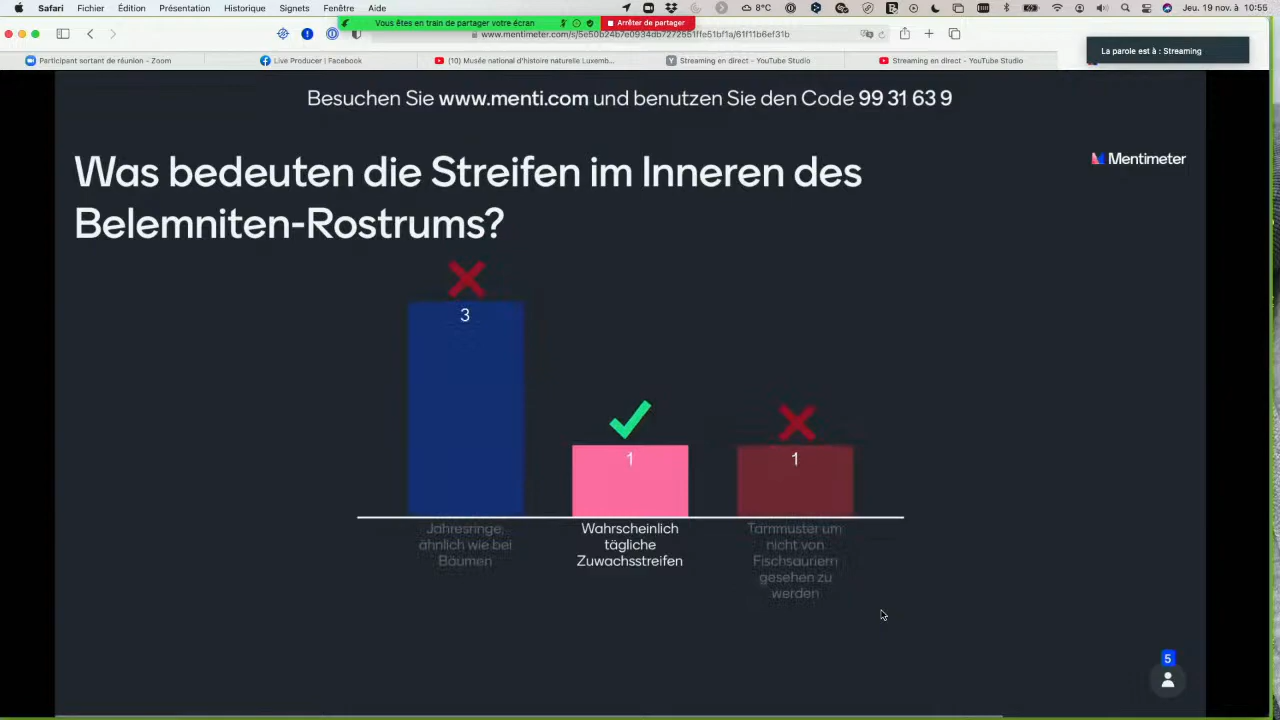 Safari Fichier Édition Présentation Historique Signets Fenêtre Aide
8°C
Jeu. 19 nov. à 10:59
Vous êtes en train de partager votre écran
Arrêter de partager
La parole est à : Streaming
Participant sortant de réunion - Zoom
Live Producer | Facebook
(10) Musée national d'histoire naturelle Luxemb...
Streaming en direct - YouTube Studio
Streaming en direct - YouTube Studio
Besuchen Sie www.menti.com und benutzen Sie den Code 99 31 63 9
Mentimeter
Was bedeuten die Streifen im Inneren des
Belemniten-Rostrums?
3
1
1
Jahresringe,
ähnlich wie bei
Bäumen
Wahrscheinlich
tägliche
Zuwachsstreifen
Tarnmuster um
nicht von
Fischsauriern
gesehen zu
werden
5